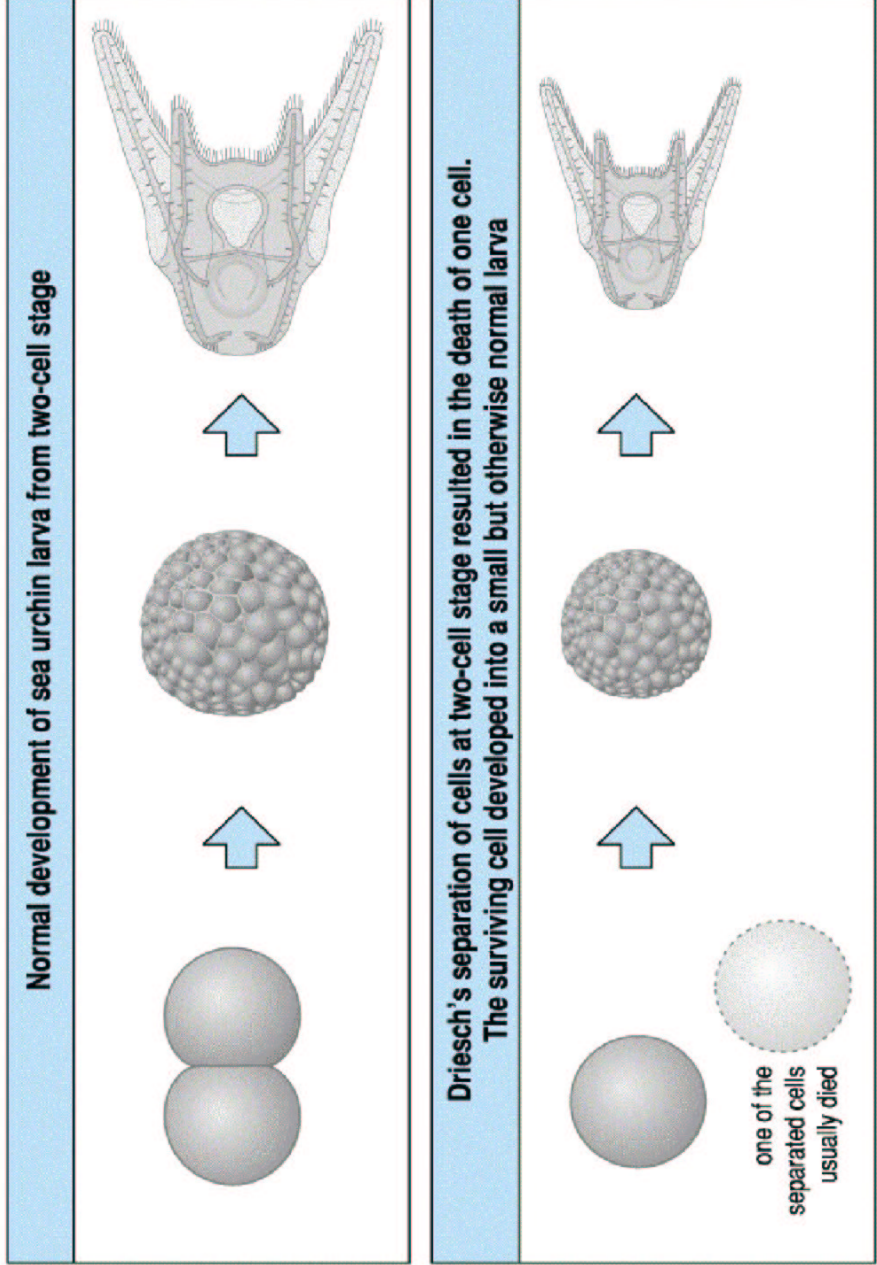 Normal development of sea urchin larva from two-cell stage
Driesch's separation of cells at two-cell stage resulted in the death of one cell.
The surviving cell developed into a small but otherwise normal larva
one of the
separated cells
usually died